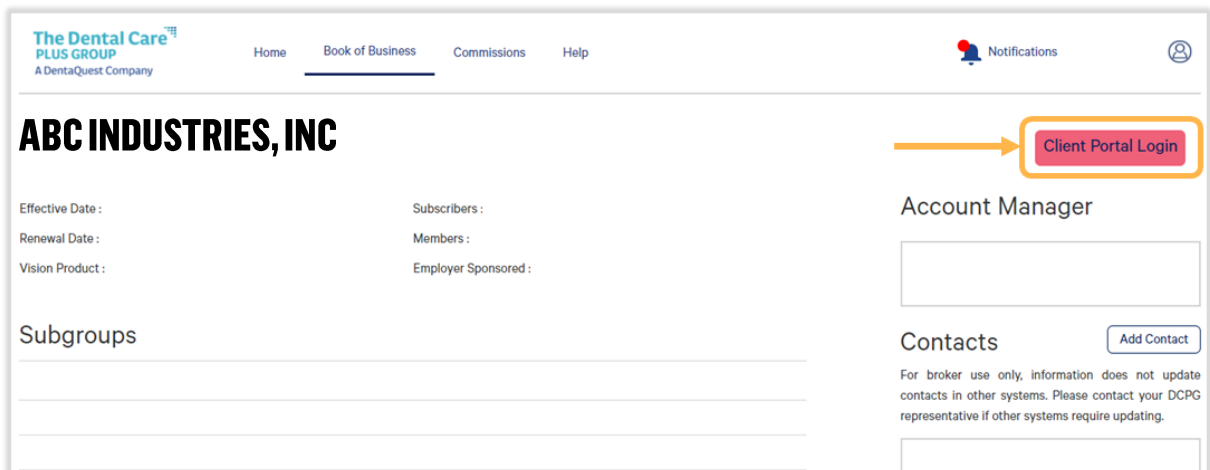 The Dental Care
PLUS GROUP
A DentaQuest Company
Home
Book of Business
Commissions
Help
Notifications
ABC INDUSTRIES, INC
Client Portal Login
Effective Date :
Subscribers :
Renewal Date :
Members :
Vision Product :
Employer Sponsored :
Subgroups
Account Manager
Contacts
Add Contact
For broker use only, information does not update
contacts in other systems. Please contact your DCPG
representative if other systems require updating.